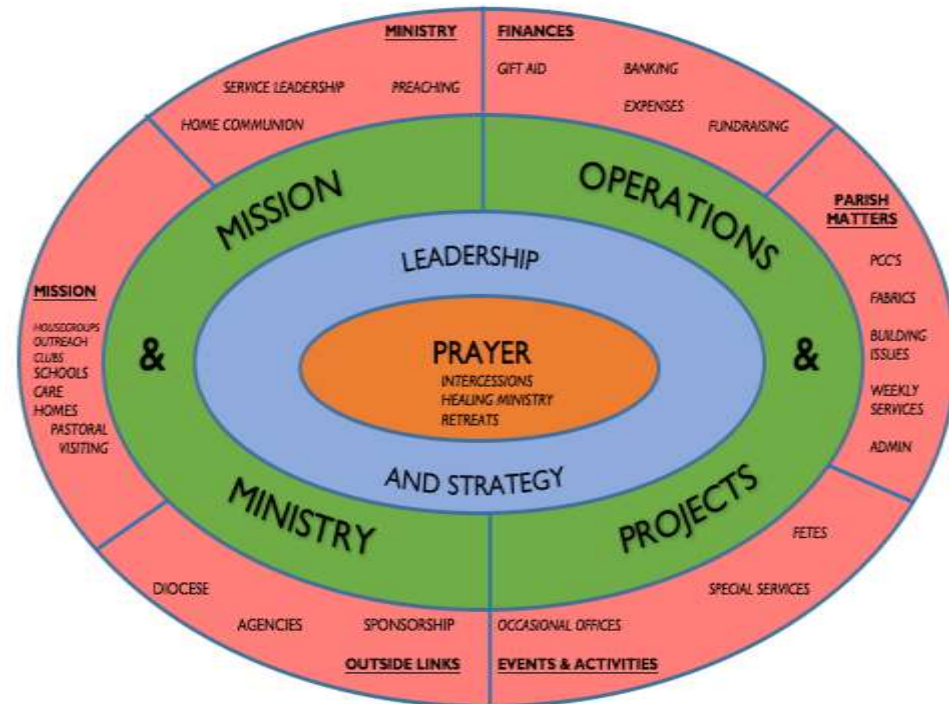 MINISTRY
SERVICE LEADERSHIP PREACHING
HOME COMMUNION
FINANCES
GIFT AID BANKING
EXPENSES
FUNDRAISING
PARISH
MATTERS
PCC'S
FABRICS
BUILDING
ISSUES
WEEKLY
SERVICES
ADMIN
MISSION
HOUSEGROUPS
OUTREACH
CLUBS
SCHOOLS
CARE
HOMES
PASTORAL
VISITING
MISSION
&
MINISTRY
OPERATIONS
&
PROJECTS
LEADERSHIP
AND STRATEGY
PRAYER
INTERCESSIONS
HEALING MINISTRY
RETREATS
DIOCESE
AGENCIES SPONSORSHIP
OUTSIDE LINKS
FETES
SPECIAL SERVICES
OCCASIONAL OFFICES
EVENTS & ACTIVITIES